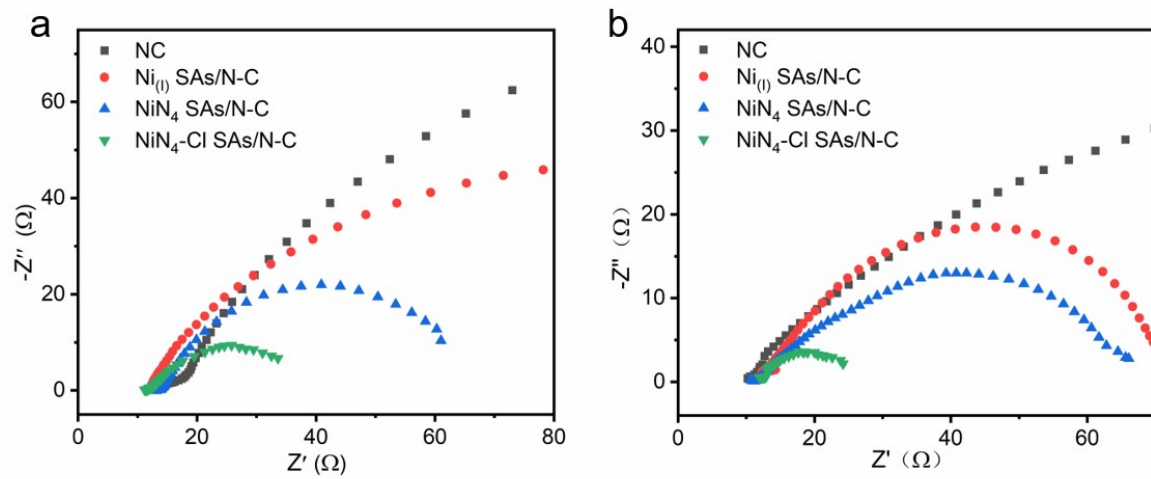 a
NC
Ni(I) SAs/N-C
NiN4 SAs/N-C
NiN4-Cl SAs/N-C
-Z'' (Ω)
60
40
20
0
0 20 40 60 80
Z′ (Ω)
b
NC
Ni(I) SAs/N-C
NiN4 SAs/N-C
NiN4-Cl SAs/N-C
-Z'' (Ω)
40
30
20
10
0
0 20 40 60
Z' (Ω)